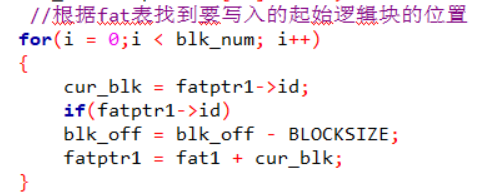 //根据fat表找到要写入的起始逻辑块的位置
for(i = 0;i < blk_num; i++)
{
cur_blk = fatptr1->id;
if(fatptr1->id)
blk_off = blk_off - BLOCKSIZE;
fatptr1 = fat1 + cur_blk;
}